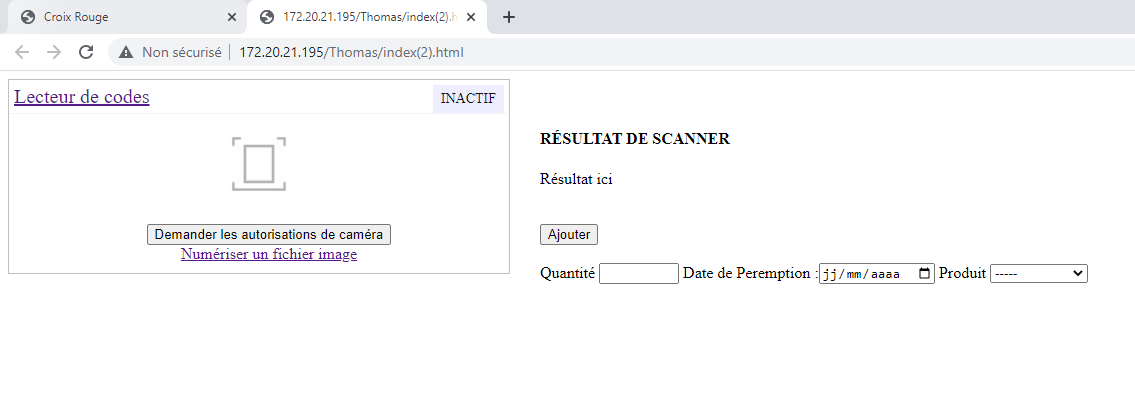 Croix Rouge
172.20.21.195/Thomas/index(2).h
Non sécurisé
172.20.21.195/Thomas/index(2).html
Lecteur de codes
INACTIF
Demander les autorisations de caméra
Numériser un fichier image
RÉSULTAT DE SCANNER
Résultat ici
Ajouter
Quantité Date de Peremption : jj/mm/aaaa Produit -----